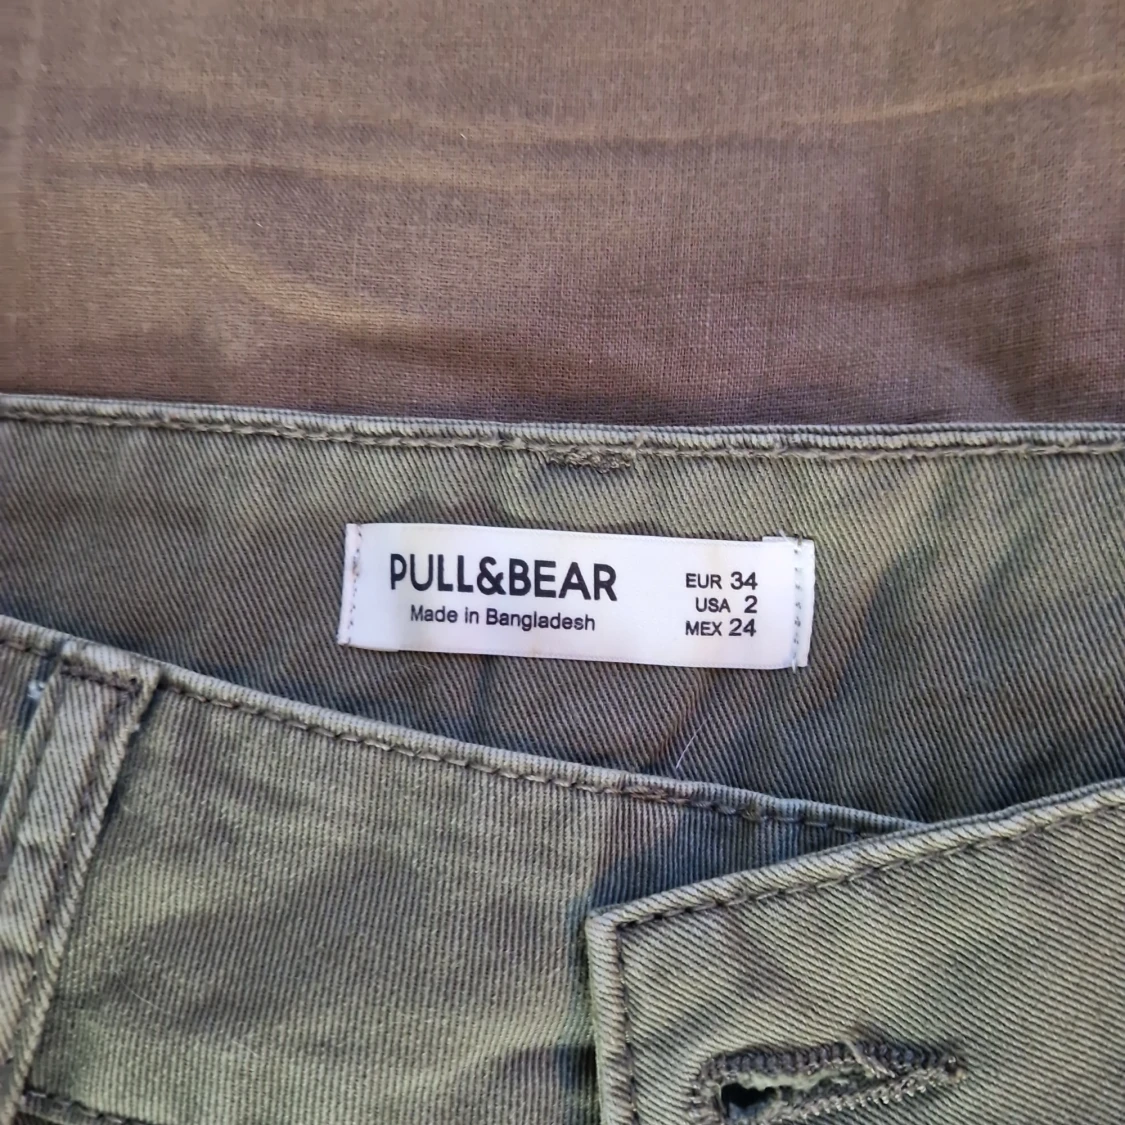 PULL&BEAR
Made in Bangladesh
EUR 34
USA 2
MEX 24